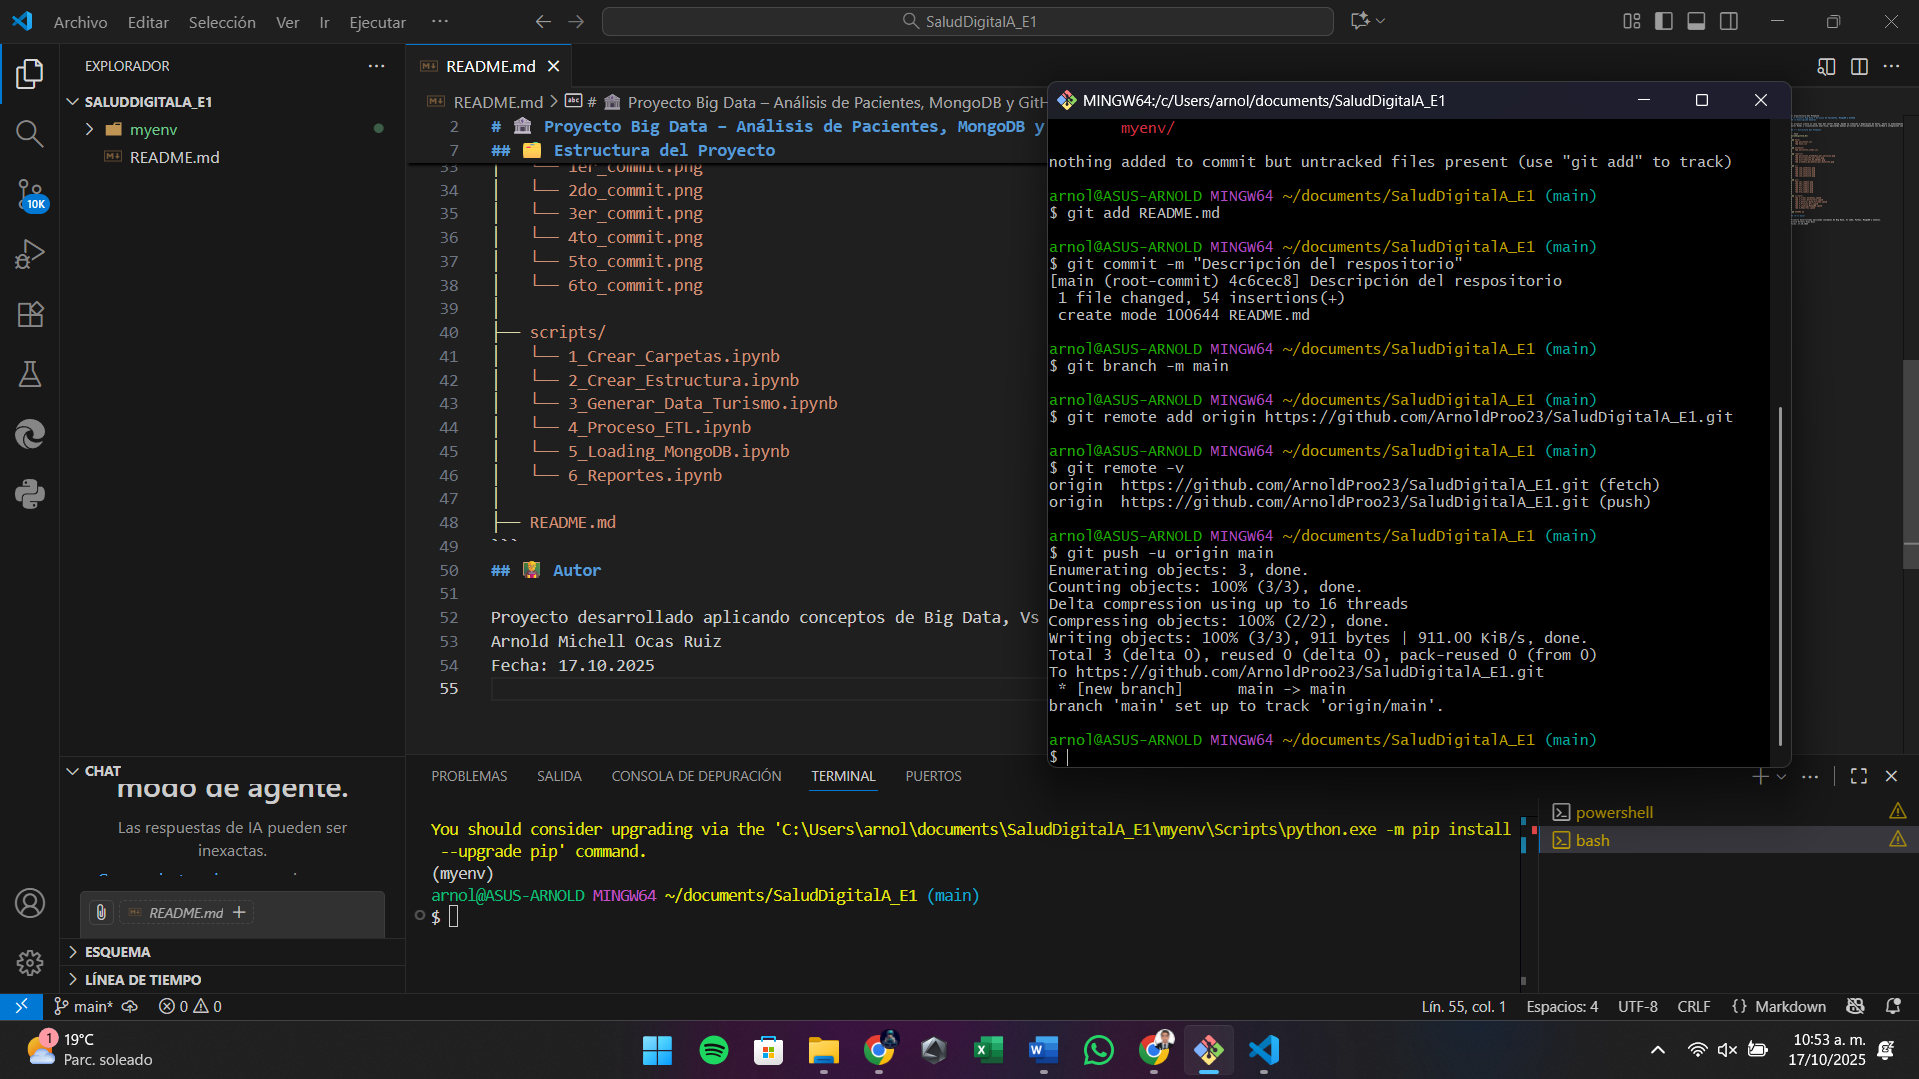 Archivo Editar Selección Ver Ir Ejecutar ···
SaludDigitalA_E1
EXPLORADOR
SALUDDIGITALA_E1
myenv
README.md
10K
README.md
README.md > # 🏛️ Proyecto Big Data – Análisis de Pacientes, MongoDB y GitH
2 # 🏛️ Proyecto Big Data – Análisis de Pacientes, MongoDB y
7 ## 🗂️ Estructura del Proyecto
33 │ └── 1er_commit.png
34 │ └── 2do_commit.png
35 │ └── 3er_commit.png
36 │ └── 4to_commit.png
37 │ └── 5to_commit.png
38 │ └── 6to_commit.png
39 │
40 ├── scripts/
41 │ └── 1_Crear_Carpetas.ipynb
42 │ └── 2_Crear_Estructura.ipynb
43 │ └── 3_Generar_Data_Turismo.ipynb
44 │ └── 4_Proceso_ETL.ipynb
45 │ └── 5_Loading_MongoDB.ipynb
46 │ └── 6_Reportes.ipynb
47 │
48 ├── README.md
49 ```
50 ## 👩‍🏫 Autor
51
52 Proyecto desarrollado aplicando conceptos de Big Data, Vs
53 Arnold Michell Ocas Ruiz
54 Fecha: 17.10.2025
55
MINGW64:/c/Users/arnol/documents/SaludDigitalA_E1
myenv/
nothing added to commit but untracked files present (use "git add" to track)
arnol@ASUS-ARNOLD MINGW64 ~/documents/SaludDigitalA_E1 (main)
$ git add README.md
arnol@ASUS-ARNOLD MINGW64 ~/documents/SaludDigitalA_E1 (main)
$ git commit -m "Descripción del respositorio"
[main (root-commit) 4c6cec8] Descripción del respositorio
1 file changed, 54 insertions(+)
create mode 100644 README.md
arnol@ASUS-ARNOLD MINGW64 ~/documents/SaludDigitalA_E1 (main)
$ git branch -m main
arnol@ASUS-ARNOLD MINGW64 ~/documents/SaludDigitalA_E1 (main)
$ git remote add origin https://github.com/ArnoldProo23/SaludDigitalA_E1.git
arnol@ASUS-ARNOLD MINGW64 ~/documents/SaludDigitalA_E1 (main)
$ git remote -v
origin https://github.com/ArnoldProo23/SaludDigitalA_E1.git (fetch)
origin https://github.com/ArnoldProo23/SaludDigitalA_E1.git (push)
arnol@ASUS-ARNOLD MINGW64 ~/documents/SaludDigitalA_E1 (main)
$ git push -u origin main
Enumerating objects: 3, done.
Counting objects: 100% (3/3), done.
Delta compression using up to 16 threads
Compressing objects: 100% (2/2), done.
Writing objects: 100% (3/3), 911 bytes | 911.00 KiB/s, done.
Total 3 (delta 0), reused 0 (delta 0), pack-reused 0 (from 0)
To https://github.com/ArnoldProo23/SaludDigitalA_E1.git
* [new branch] main -> main
branch 'main' set up to track 'origin/main'.
arnol@ASUS-ARNOLD MINGW64 ~/documents/SaludDigitalA_E1 (main)
$
CHAT
modo de agente.
Las respuestas de IA pueden ser
inexactas.
README.md +
ESQUEMA
LÍNEA DE TIEMPO
PROBLEMAS SALIDA CONSOLA DE DEPURACIÓN TERMINAL PUERTOS
You should consider upgrading via the 'C:\Users\arnol\documents\SaludDigitalA_E1\myenv\Scripts\python.exe -m pip install
--upgrade pip' command.
(myenv)
arnol@ASUS-ARNOLD MINGW64 ~/documents/SaludDigitalA_E1 (main)
$
powershell
bash
main* 0 0
Lín. 55, col. 1 Espacios: 4 UTF-8 CRLF {} Markdown
1
19°C
Parc. soleado
10:53 a. m.
17/10/2025